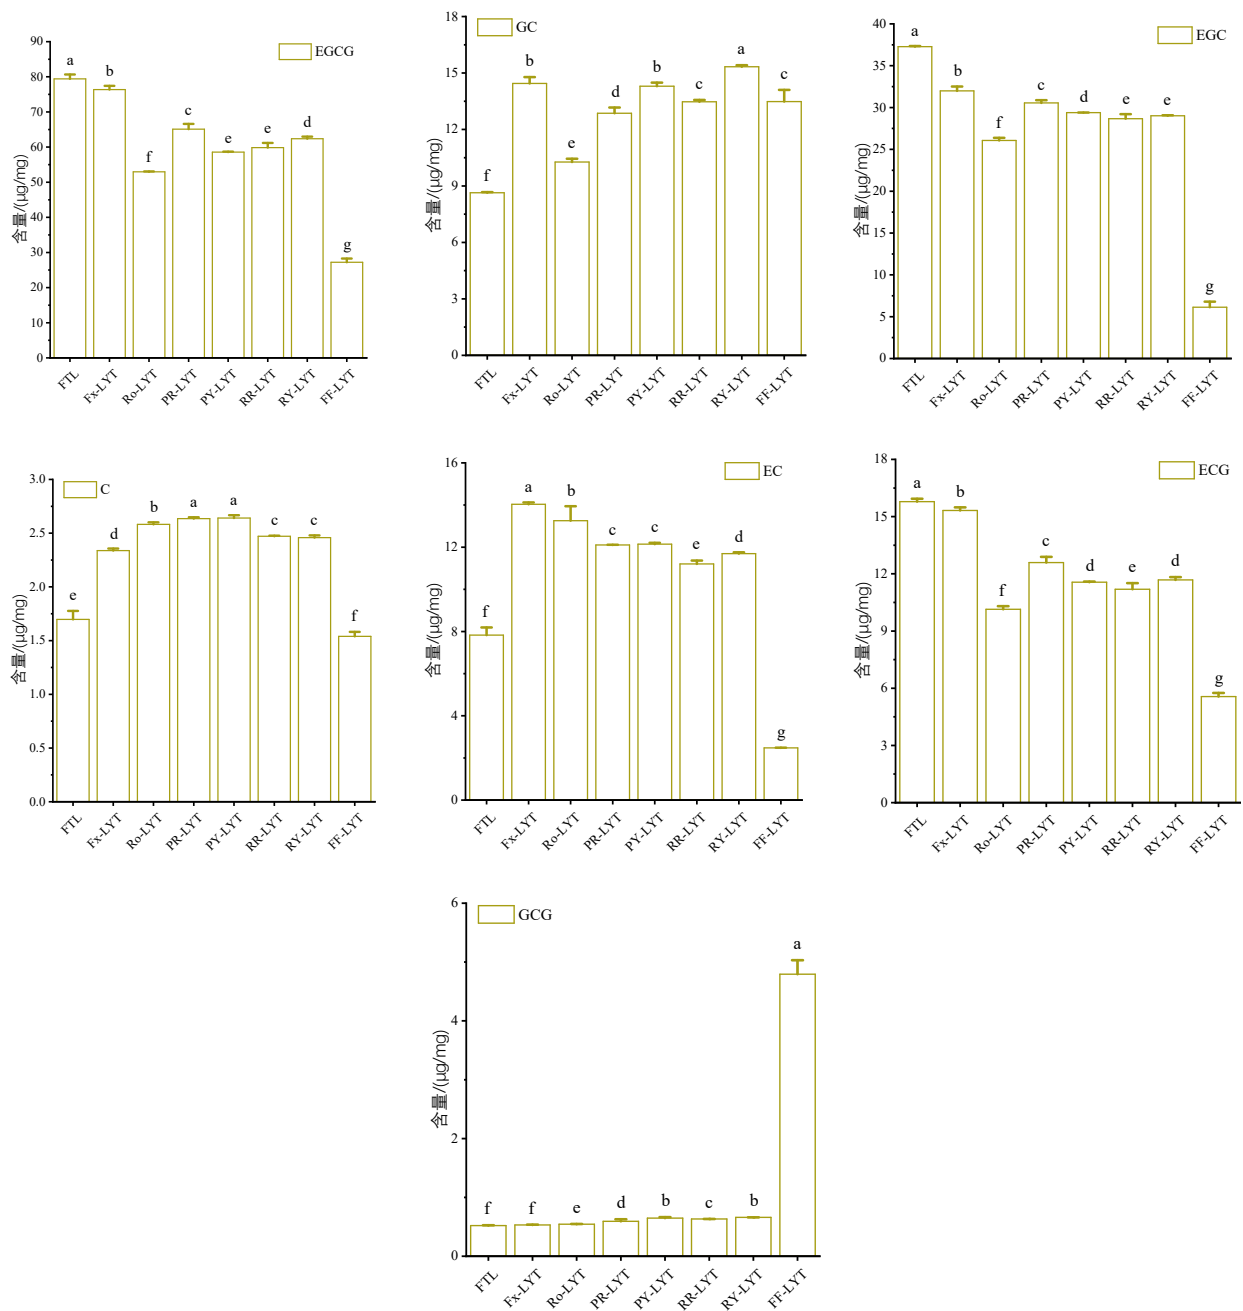 EGCG
含量/(μg/mg)
90
80
70
60
50
40
30
20
10
0
a
b
f
c
e
e
d
g
FTL
Fx-LYT
Ro-LYT
PR-LYT
PY-LYT
RR-LYT
RY-LYT
FF-LYT
GC
含量/(μg/mg)
18
15
12
9
6
3
0
f
b
e
d
b
c
a
c
FTL
Fx-LYT
Ro-LYT
PR-LYT
PY-LYT
RR-LYT
RY-LYT
FF-LYT
EGC
含量/(μg/mg)
40
35
30
25
20
15
10
5
0
a
b
f
c
d
e
e
g
FTL
Fx-LYT
Ro-LYT
PR-LYT
PY-LYT
RR-LYT
RY-LYT
FF-LYT
C
含量/(μg/mg)
3.0
2.5
2.0
1.5
1.0
0.5
0.0
e
d
b
a
a
c
c
f
FTL
Fx-LYT
Ro-LYT
PR-LYT
PY-LYT
RR-LYT
RY-LYT
FF-LYT
EC
含量/(μg/mg)
16
12
8
4
0
f
a
b
c
c
e
d
g
FTL
Fx-LYT
Ro-LYT
PR-LYT
PY-LYT
RR-LYT
RY-LYT
FF-LYT
ECG
含量/(μg/mg)
18
15
12
9
6
3
0
a
b
f
c
d
e
d
g
FTL
Fx-LYT
Ro-LYT
PR-LYT
PY-LYT
RR-LYT
RY-LYT
FF-LYT
GCG
含量/(μg/mg)
6
4
2
0
f
f
e
d
b
c
b
a
FTL
Fx-LYT
Ro-LYT
PR-LYT
PY-LYT
RR-LYT
RY-LYT
FF-LYT